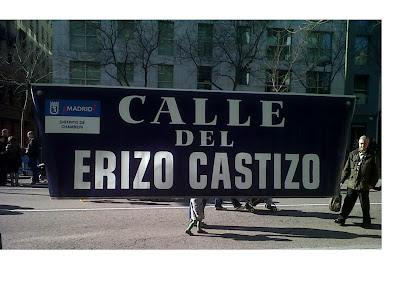 CALLE
DEL
ERIZO CASTIZO
MADRID
DISTRITO DE
CHAMBERÍ